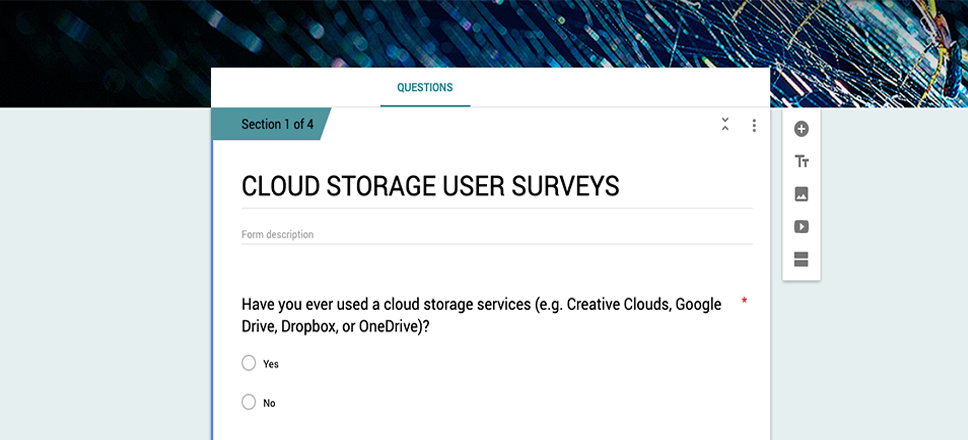 QUESTIONS
Section 1 of 4
CLOUD STORAGE USER SURVEYS
Form description
Have you ever used a cloud storage services (e.g. Creative Clouds, Google
Drive, Dropbox, or OneDrive)? *
Yes
No